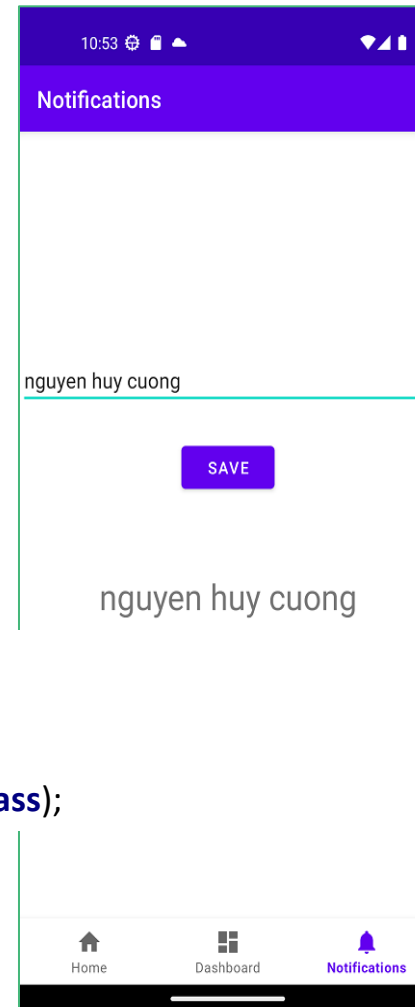 10:53
Notifications
nguyen huy cuong
SAVE
nguyen huy cuong
ass);
Home Dashboard Notifications